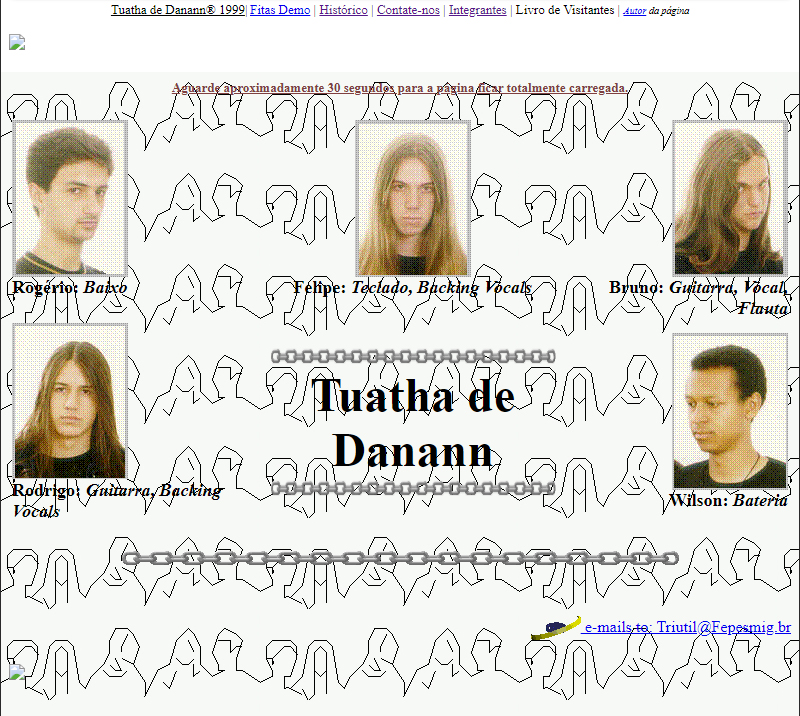 Tuatha de Danann® 1999| Fitas Demo | Histórico | Contate-nos | Integrantes | Livro de Visitantes | Autor da página
Aguarde aproximadamente 30 segundos para a página ficar totalmente carregada.
Rogério: Baixo
Felipe: Teclado, Backing Vocals
Bruno: Guitarra, Vocal,
Flauta
Tuatha de
Danann
Rodrigo: Guitarra, Backing
Vocals
Wilson: Bateria
e-mails to: Triutil@Fepesmig.br